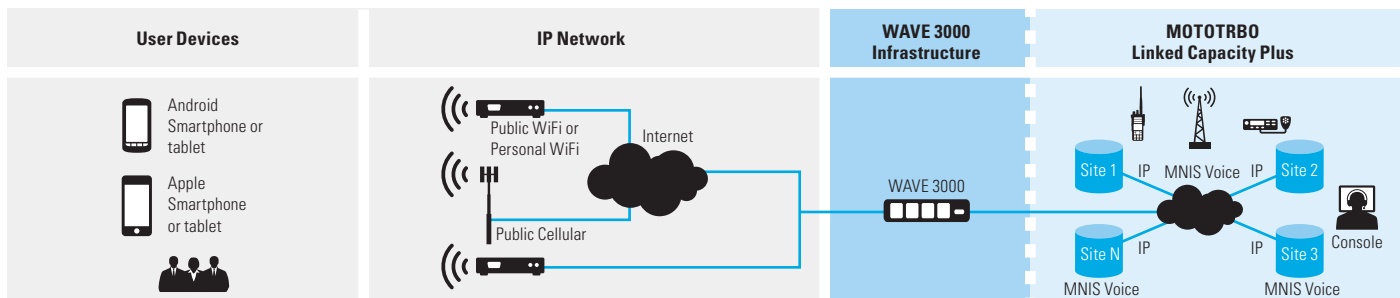 User Devices
IP Network
WAVE 3000
Infrastructure
MOTOTRBO
Linked Capacity Plus
Android
Smartphone or
tablet
Apple
Smartphone
or tablet
Public WiFi or
Personal WiFi
Internet
Public Cellular
WAVE 3000
Site 1
IP
MNIS Voice
IP
Site 2
Site N
IP
IP
Site 3
Console
MNIS Voice
MNIS Voice